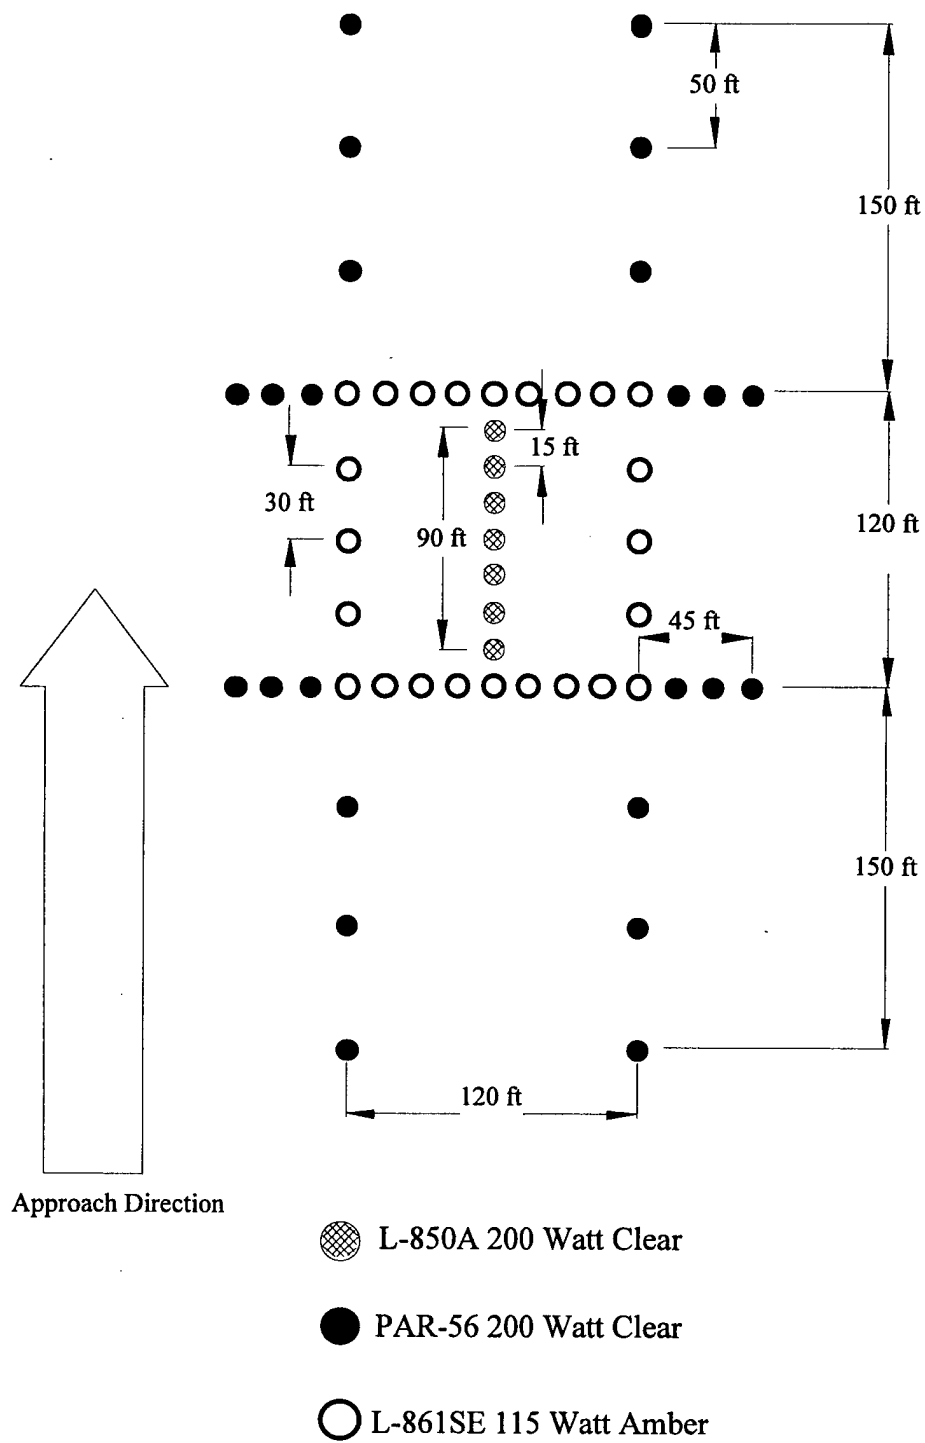 50 ft
150 ft
15 ft
30 ft
90 ft
120 ft
45 ft
150 ft
120 ft
Approach Direction
L-850A 200 Watt Clear
PAR-56 200 Watt Clear
L-861SE 115 Watt Amber